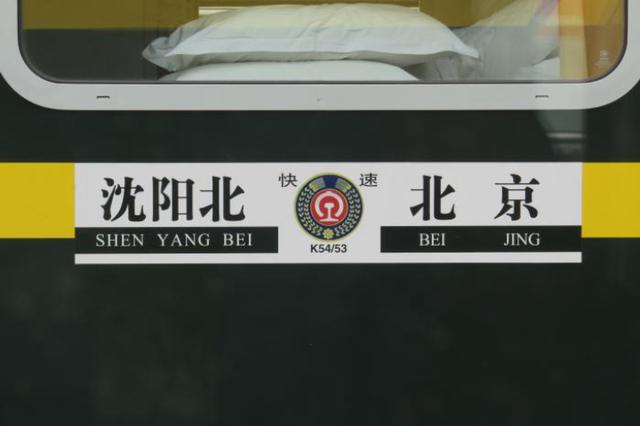 沈阳北 快 速 北 京
SHEN YANG BEI BEI JING
K54/53